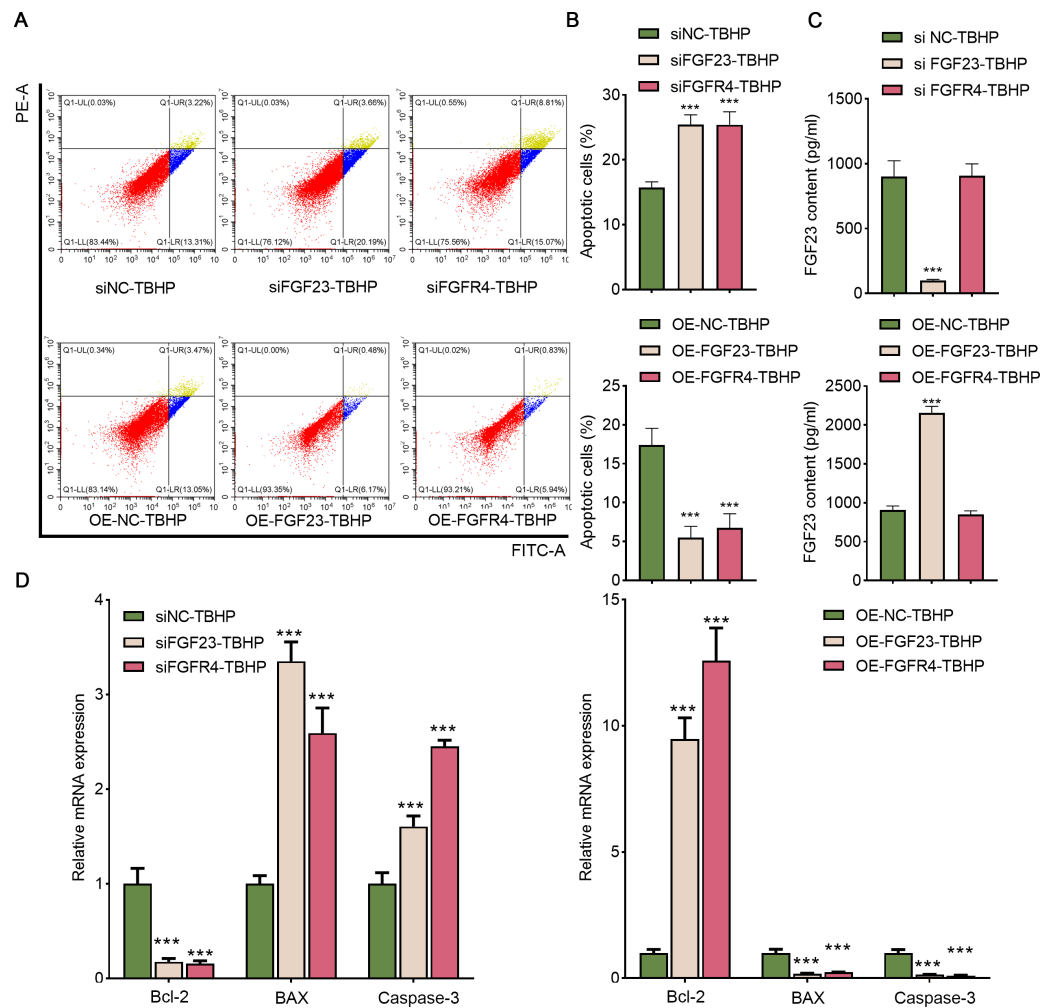 A
PE-A
Q1-UL(0.03%) Q1-UR(3.22%)
Q1-LL(83.44%) Q1-LR(13.31%)
siNC-TBHP
Q1-UL(0.03%) Q1-UR(3.66%)
Q1-LL(76.12%) Q1-LR(20.19%)
siFGF23-TBHP
Q1-UL(0.55%) Q1-UR(8.81%)
Q1-LL(75.56%) Q1-LR(15.07%)
siFGFR4-TBHP
Q1-UL(0.34%) Q1-UR(3.47%)
Q1-LL(83.14%) Q1-LR(13.05%)
OE-NC-TBHP
Q1-UL(0.00%) Q1-UR(0.48%)
Q1-LL(93.35%) Q1-LR(6.17%)
OE-FGF23-TBHP
Q1-UL(0.02%) Q1-UR(0.83%)
Q1-LL(93.21%) Q1-LR(5.94%)
OE-FGFR4-TBHP
FITC-A
B
siNC-TBHP
siFGF23-TBHP
siFGFR4-TBHP
Apoptotic cells (%)
30
20
10
0
*** ***
OE-NC-TBHP
OE-FGF23-TBHP
OE-FGFR4-TBHP
Apoptotic cells (%)
25
20
15
10
5
0
*** ***
C
si NC-TBHP
si FGF23-TBHP
si FGFR4-TBHP
FGF23 content (pg/ml)
1500
1000
500
0
***
OE-NC-TBHP
OE-FGF23-TBHP
OE-FGFR4-TBHP
FGF23 content (pg/ml)
2500
2000
1500
1000
500
0
***
D
siNC-TBHP
siFGF23-TBHP
siFGFR4-TBHP
Relative mRNA expression
4
3
2
1
0
*** *** *** *** *** ***
Bcl-2 BAX Caspase-3
OE-NC-TBHP
OE-FGF23-TBHP
OE-FGFR4-TBHP
Relative mRNA expression
15
10
5
0
*** *** *** *** *** ***
Bcl-2 BAX Caspase-3